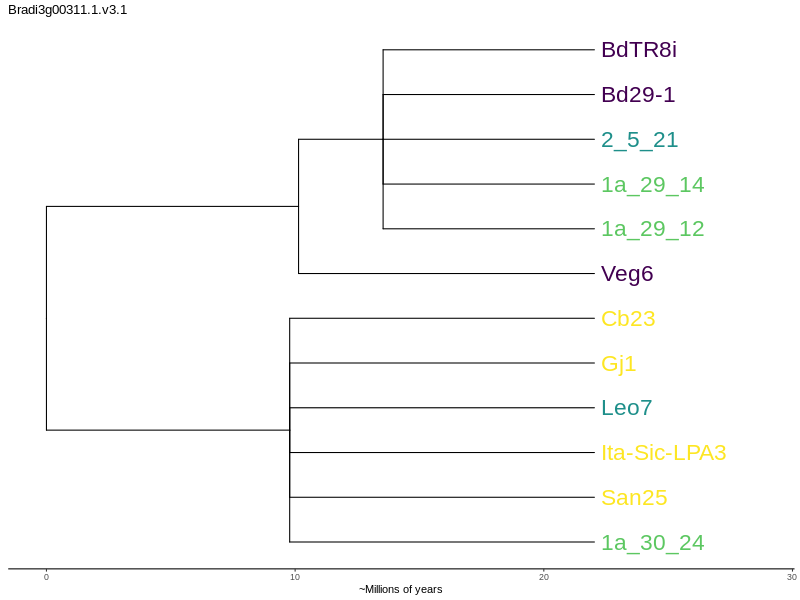 Bradi3g00311.1.v3.1
BdTR8i
Bd29-1
2_5_21
1a_29_14
1a_29_12
Veg6
Cb23
Gj1
Leo7
Ita-Sic-LPA3
San25
1a_30_24
0 10 20 30
~Millions of years